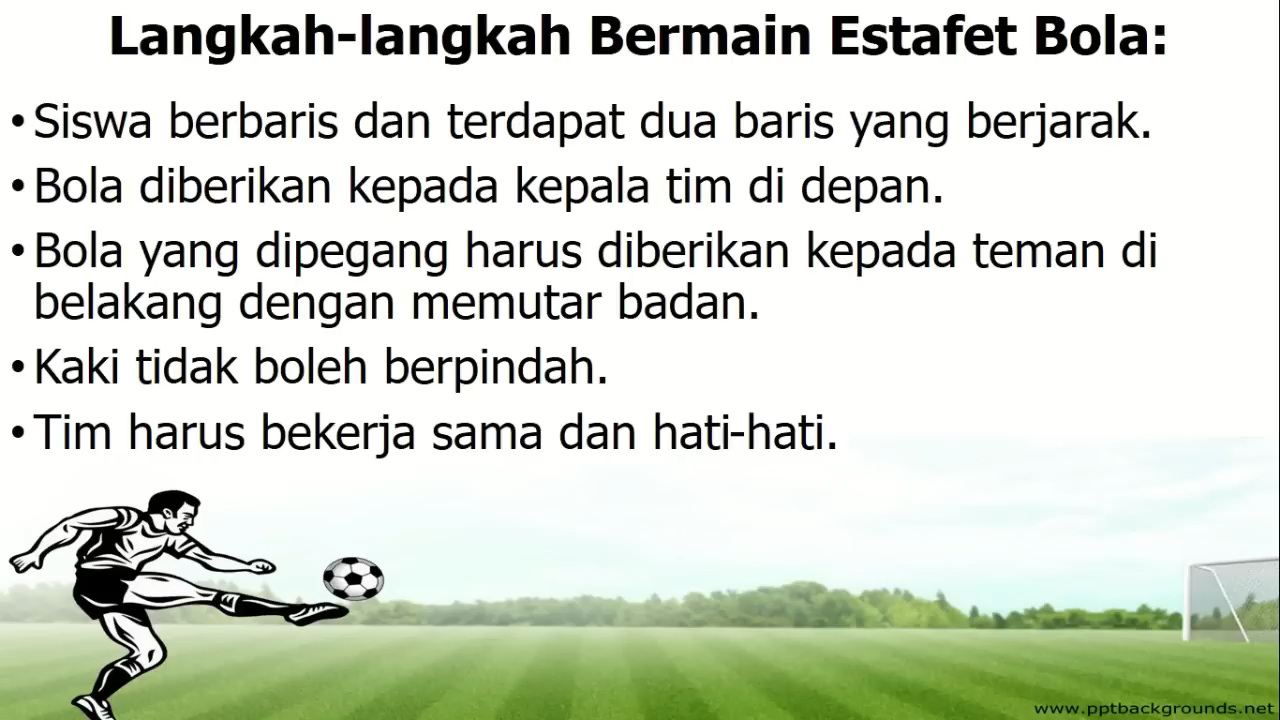 Langkah-langkah Bermain Estafet Bola:
• Siswa berbaris dan terdapat dua baris yang berjarak.
• Bola diberikan kepada kepala tim di depan.
• Bola yang dipegang harus diberikan kepada teman di
belakang dengan memutar badan.
• Kaki tidak boleh berpindah.
• Tim harus bekerja sama dan hati-hati.
www.pptbackgrounds.net